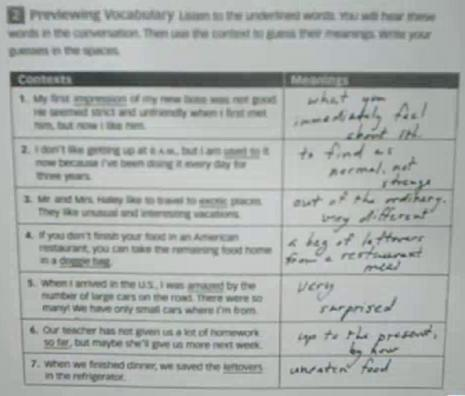 2 Previewing Vocabulary Listen to the underlined words. You will hear these
words in the conversation. Then use the context to guess their meanings. Write your
guesses in the spaces.
Contexts Meanings
1. My first impression of my new boss was not good.
He seemed strict and unfriendly when I first met
him, but now I like him.
what you
immediately feel
about sth.
2. I don't like getting up at 6 A.M., but I am used to it
now because I've been doing it every day for
three years.
to find as
normal, not
strange
3. Mr and Mrs. Haley like to travel to exotic places.
They like unusual and interesting vacations.
out of the ordinary.
very different
4. If you don't finish your food in an American
restaurant, you can take the remaining food home
in a doggie bag.
a bag of leftovers
from a restaurant
meal
5. When I arrived in the U.S., I was amazed by the
number of large cars on the road. There were so
many! We have only small cars where I'm from.
very
surprised
6. Our teacher has not given us a lot of homework
so far, but maybe she'll give us more next week.
up to the present,
by now
7. When we finished dinner, we saved the leftovers
in the refrigerator.
uneaten food